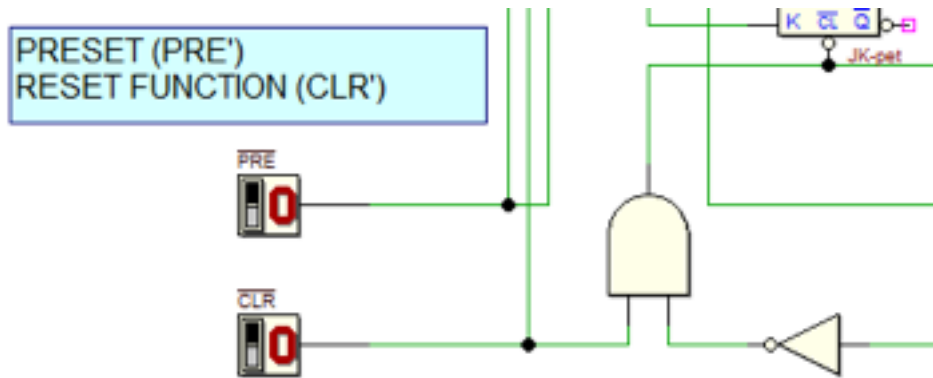 K CL Q
JK-pet
PRESET (PRE')
RESET FUNCTION (CLR')
PRE
0
CLR
0